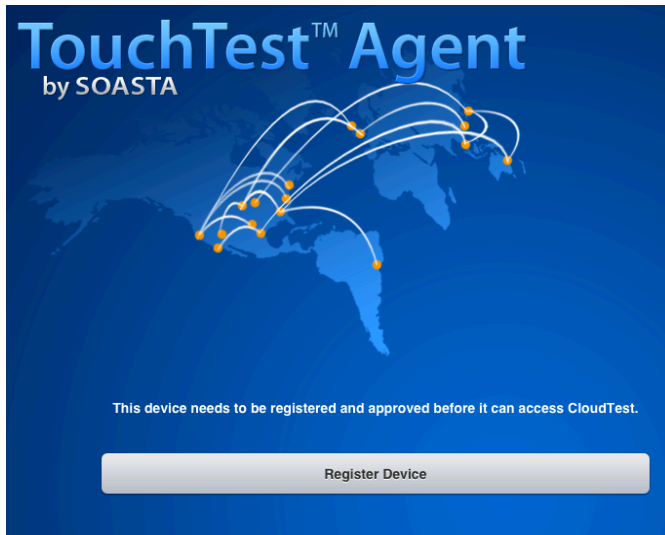 TouchTest™ Agent
by SOASTA
This device needs to be registered and approved before it can access CloudTest.
Register Device